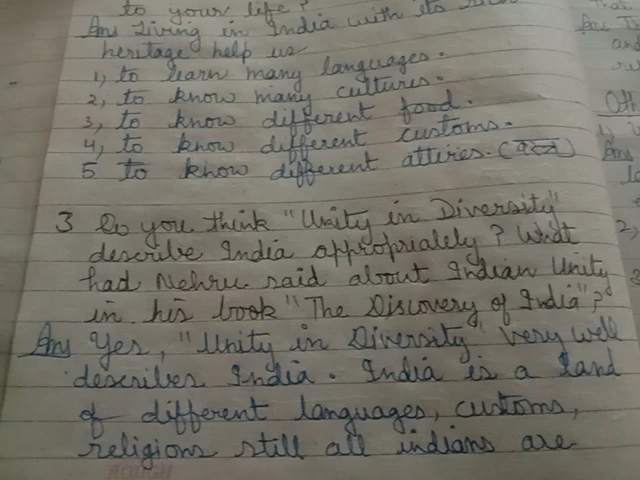 to your life?
Ans Living in India with its
heritage help us
1, to learn many languages.
2, to know many cultures.
3, to know different food.
4, to know different customs.
5 to know different attires. (वस्त्र)
3 Do you think "Unity in Diversity"
describe India appropriately? What
had Nehru said about Indian Unity
in his book "The Discovery of India"?
Ans Yes, "Unity in Diversity" very well
describes India. India is a land
of different languages, customs,
religions still all indians are